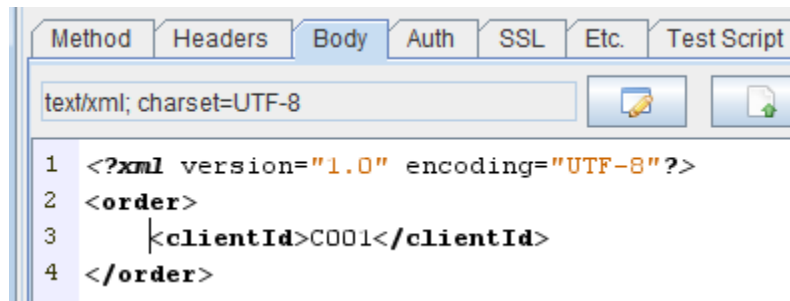 Method Headers Body Auth SSL Etc. Test Script
text/xml; charset=UTF-8
1 <?xml version="1.0" encoding="UTF-8"?>
2 <order>
3 <clientId>C001</clientId>
4 </order>